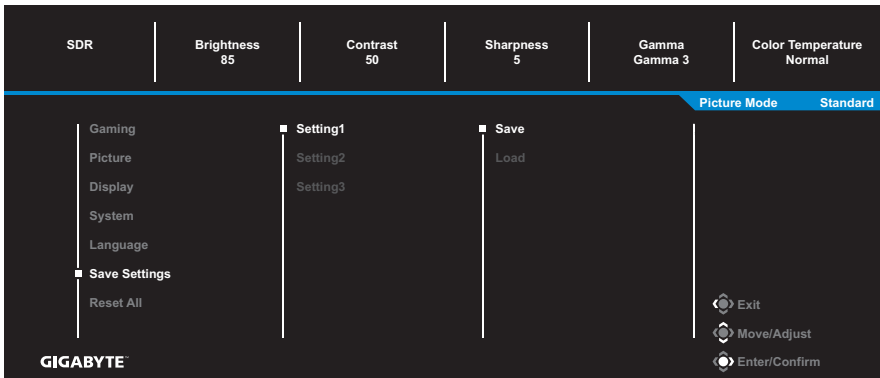 SDR
Brightness
85
Contrast
50
Sharpness
5
Gamma
Gamma 3
Color Temperature
Normal
Picture Mode Standard
Gaming
Picture
Display
System
Language
Save Settings
Reset All
Setting1
Setting2
Setting3
Save
Load
Exit
Move/Adjust
Enter/Confirm
GIGABYTE™